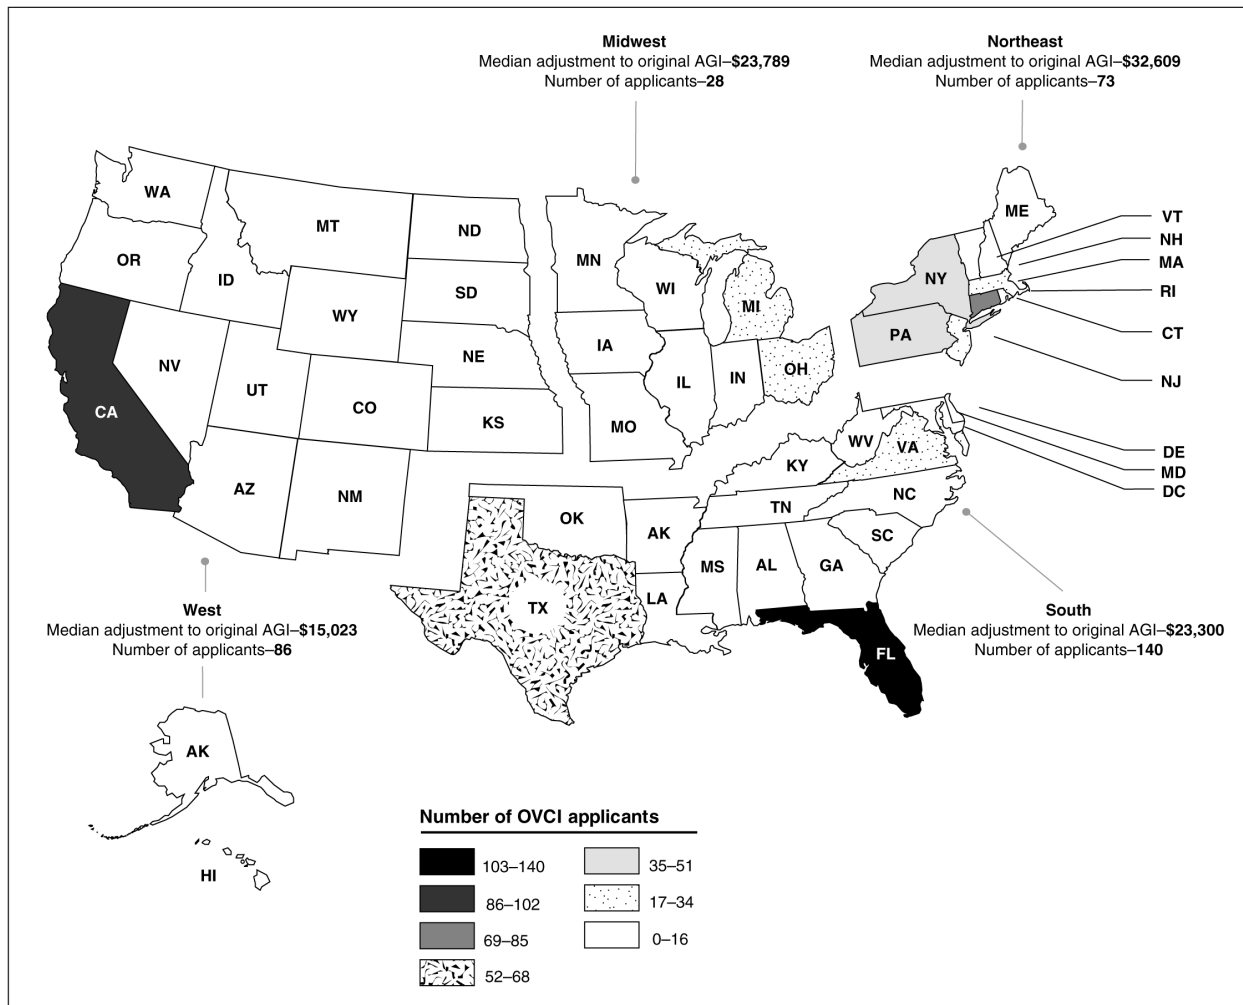 Midwest
Median adjustment to original AGI–$23,789
Number of applicants–28
Northeast
Median adjustment to original AGI–$32,609
Number of applicants–73
WA
MT
ND
MN
ME
VT
NH
MA
RI
CT
NJ
OR
ID
SD
WI
MI
NY
WY
PA
NE
IA
NV
UT
CO
IL
IN
OH
CA
KS
MO
WV
VA
DE
MD
DC
KY
AZ
NM
NC
OK
TN
AK
SC
MS
AL
GA
TX
LA
FL
West
Median adjustment to original AGI–$15,023
Number of applicants–86
South
Median adjustment to original AGI–$23,300
Number of applicants–140
AK
HI
Number of OVCI applicants
103–140
86–102
69–85
52–68
35–51
17–34
0–16